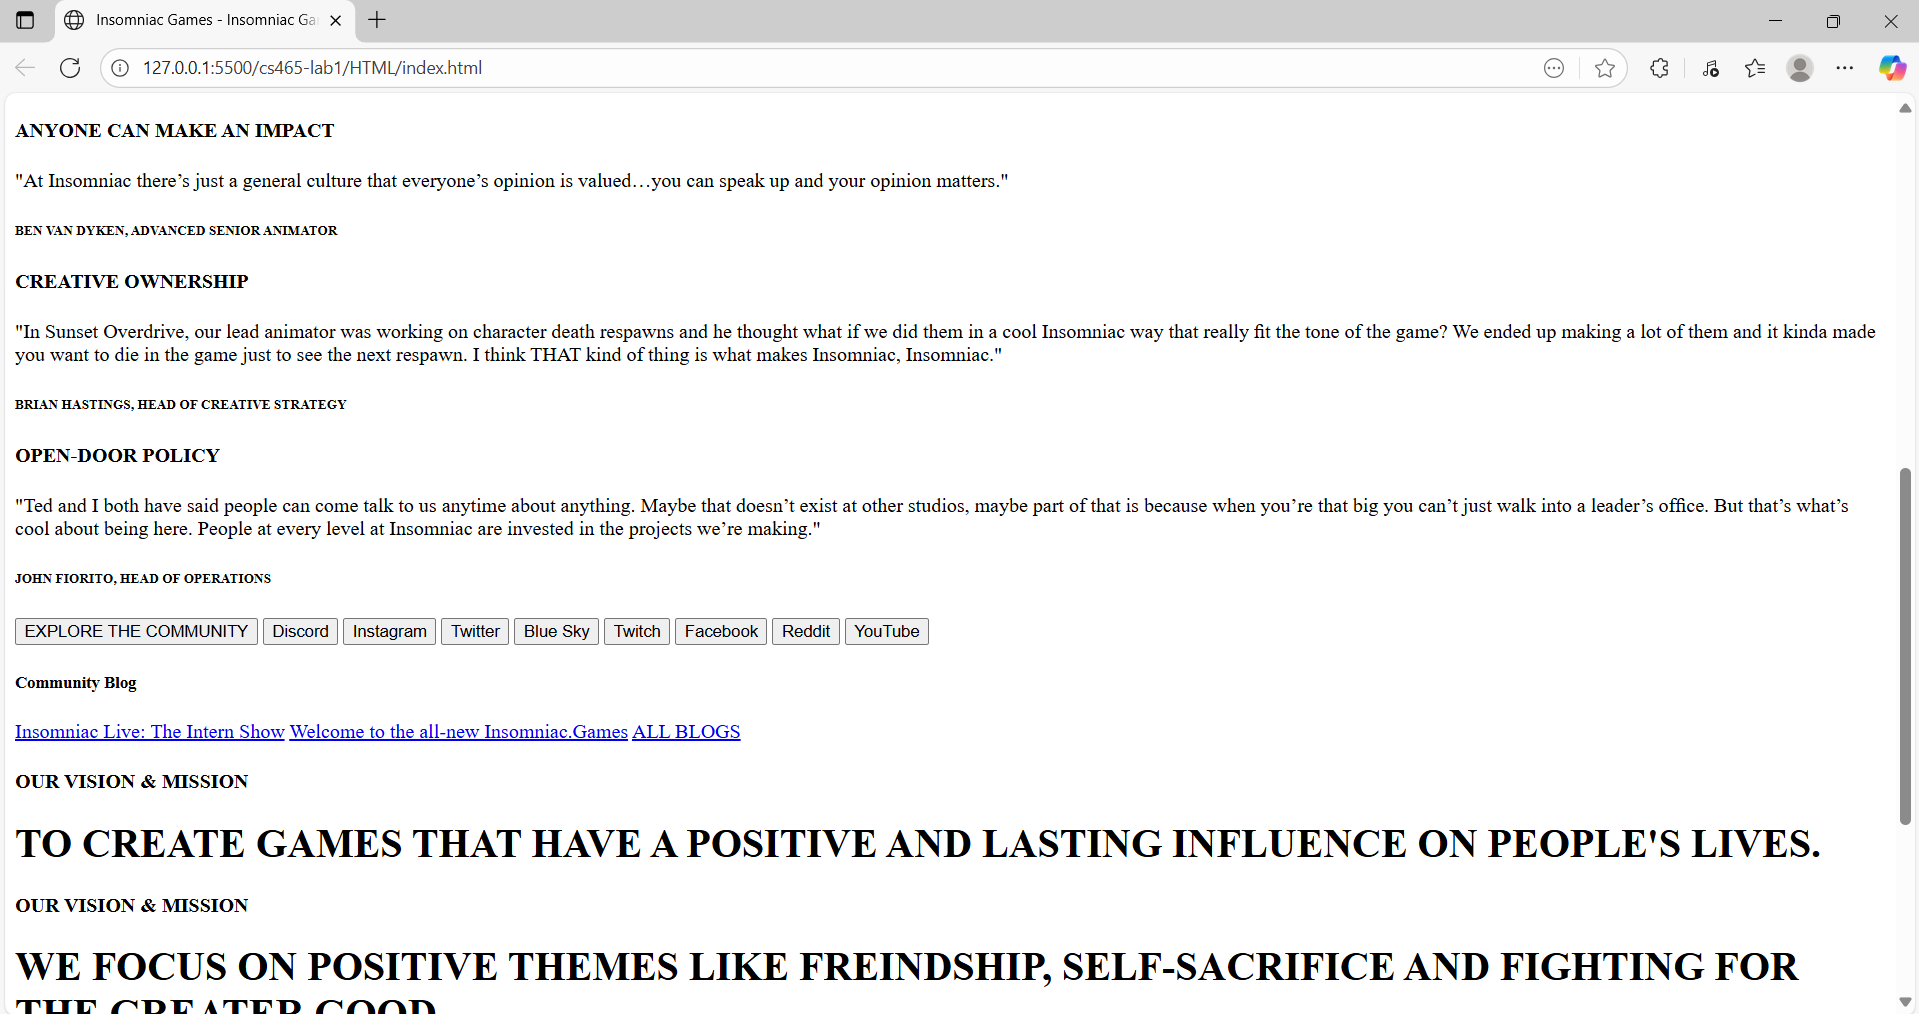 Insomniac Games - Insomniac Ga
127.0.0.1:5500/cs465-lab1/HTML/index.html
ANYONE CAN MAKE AN IMPACT
"At Insomniac there’s just a general culture that everyone’s opinion is valued…you can speak up and your opinion matters."
BEN VAN DYKEN, ADVANCED SENIOR ANIMATOR
CREATIVE OWNERSHIP
"In Sunset Overdrive, our lead animator was working on character death respawns and he thought what if we did them in a cool Insomniac way that really fit the tone of the game? We ended up making a lot of them and it kinda made
you want to die in the game just to see the next respawn. I think THAT kind of thing is what makes Insomniac, Insomniac."
BRIAN HASTINGS, HEAD OF CREATIVE STRATEGY
OPEN-DOOR POLICY
"Ted and I both have said people can come talk to us anytime about anything. Maybe that doesn’t exist at other studios, maybe part of that is because when you’re that big you can’t just walk into a leader’s office. But that’s what’s
cool about being here. People at every level at Insomniac are invested in the projects we’re making."
JOHN FIORITO, HEAD OF OPERATIONS
EXPLORE THE COMMUNITY Discord Instagram Twitter Blue Sky Twitch Facebook Reddit YouTube
Community Blog
Insomniac Live: The Intern Show Welcome to the all-new Insomniac.Games ALL BLOGS
OUR VISION & MISSION
TO CREATE GAMES THAT HAVE A POSITIVE AND LASTING INFLUENCE ON PEOPLE'S LIVES.
OUR VISION & MISSION
WE FOCUS ON POSITIVE THEMES LIKE FREINDSHIP, SELF-SACRIFICE AND FIGHTING FOR
THE GREATER GOOD